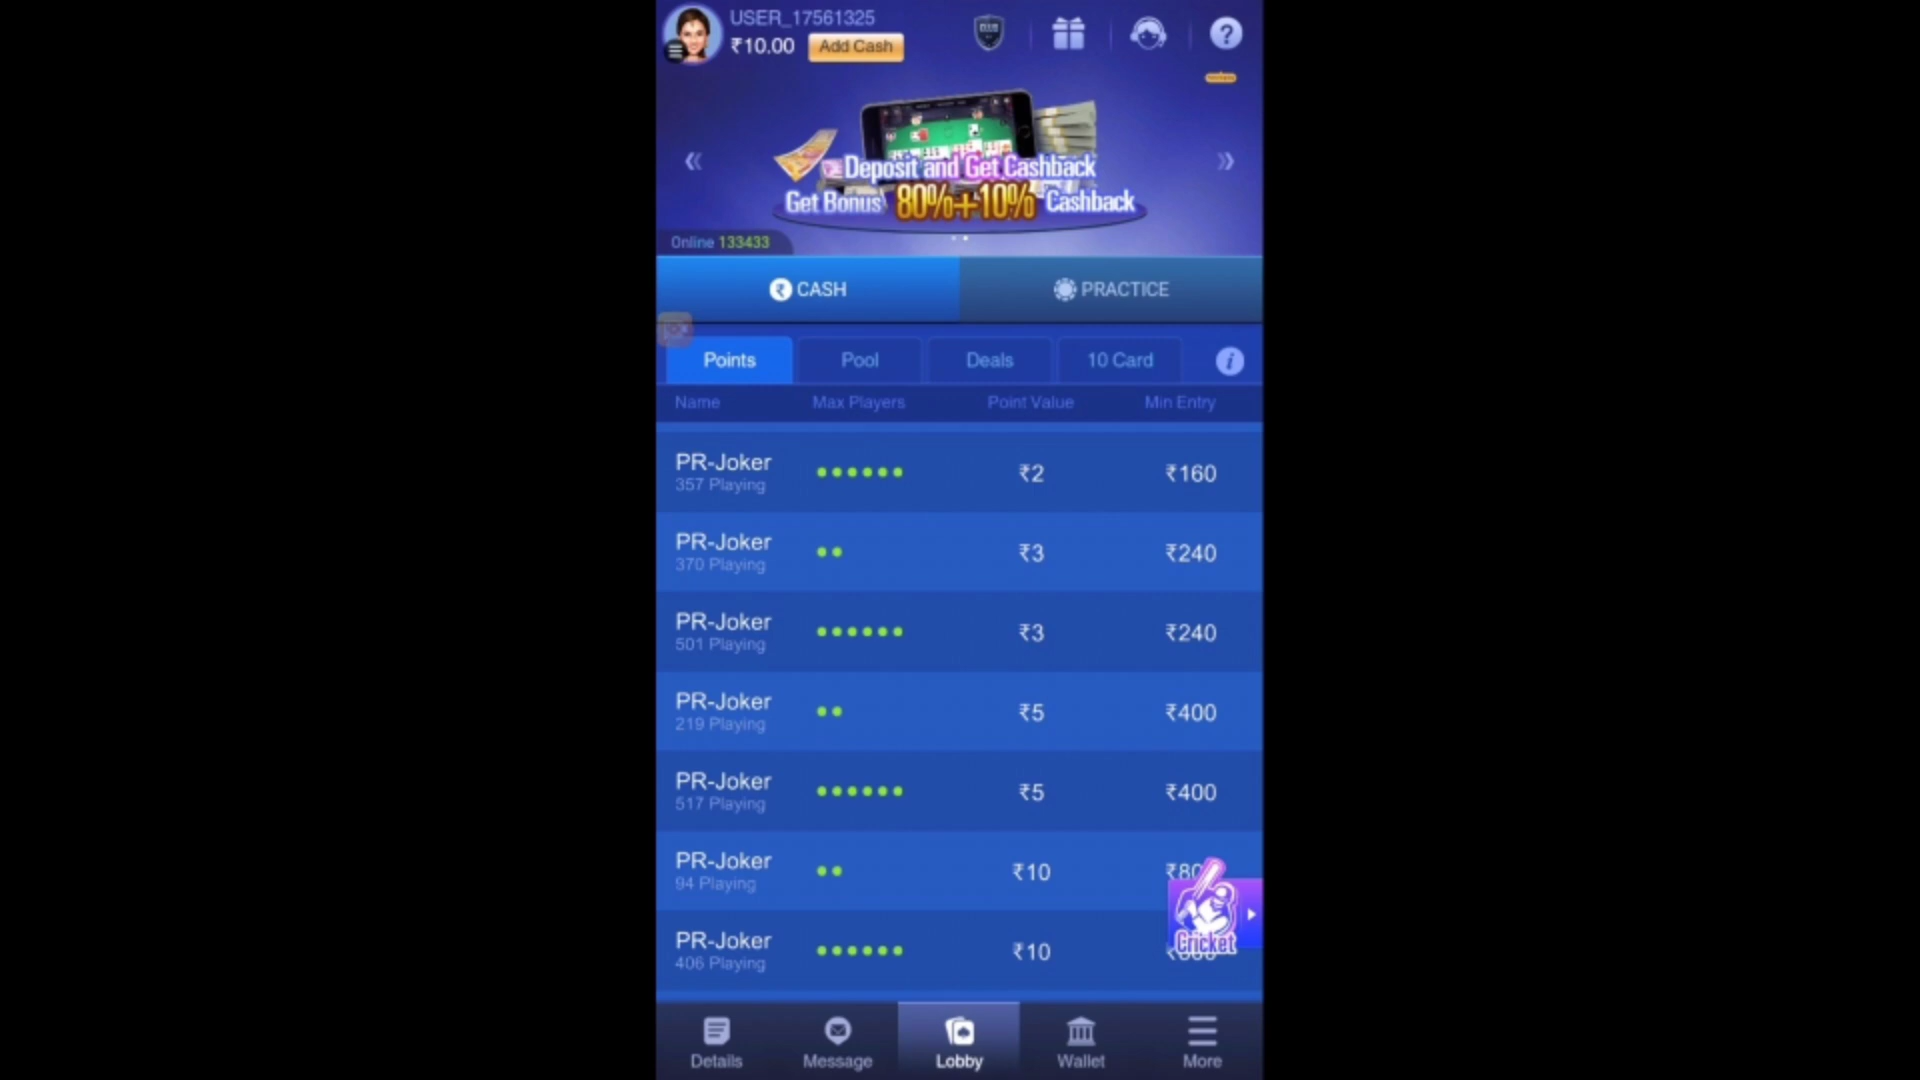 USER_17561325
₹10.00 Add Cash
?
Deposit and Get Cashback
Get Bonus 80%+10% Cashback
Online 133433
₹ CASH
PRACTICE
Points Pool Deals 10 Card i
Name Max Players Point Value Min Entry
PR-Joker ₹2 ₹160
357 Playing
PR-Joker ₹3 ₹240
370 Playing
PR-Joker ₹3 ₹240
501 Playing
PR-Joker ₹5 ₹400
219 Playing
PR-Joker ₹5 ₹400
517 Playing
PR-Joker ₹10 ₹80
94 Playing
Cricket
PR-Joker ₹10
406 Playing
Details Message Lobby Wallet More